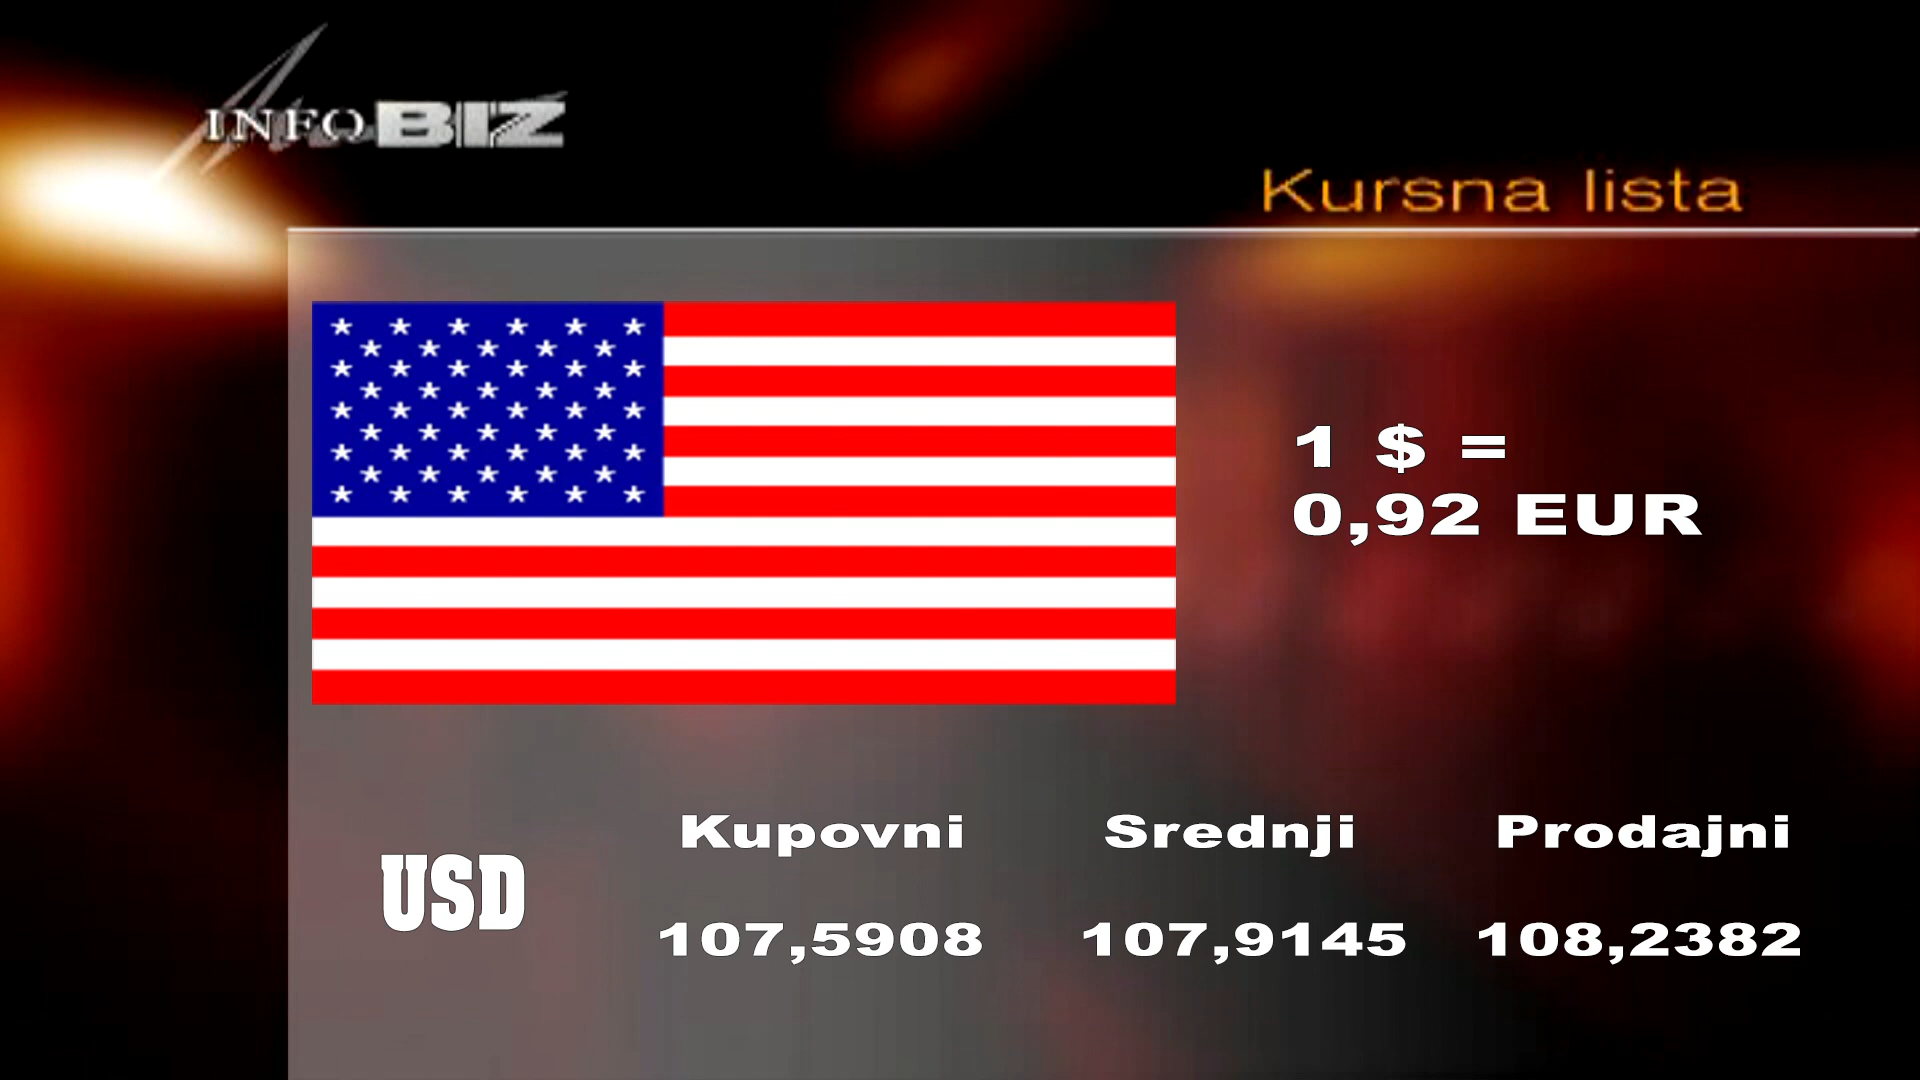 INFO BIZ
Kursna lista
1 $ =
0,92 EUR
Kupovni Srednji Prodajni
USD
107,5908 107,9145 108,2382